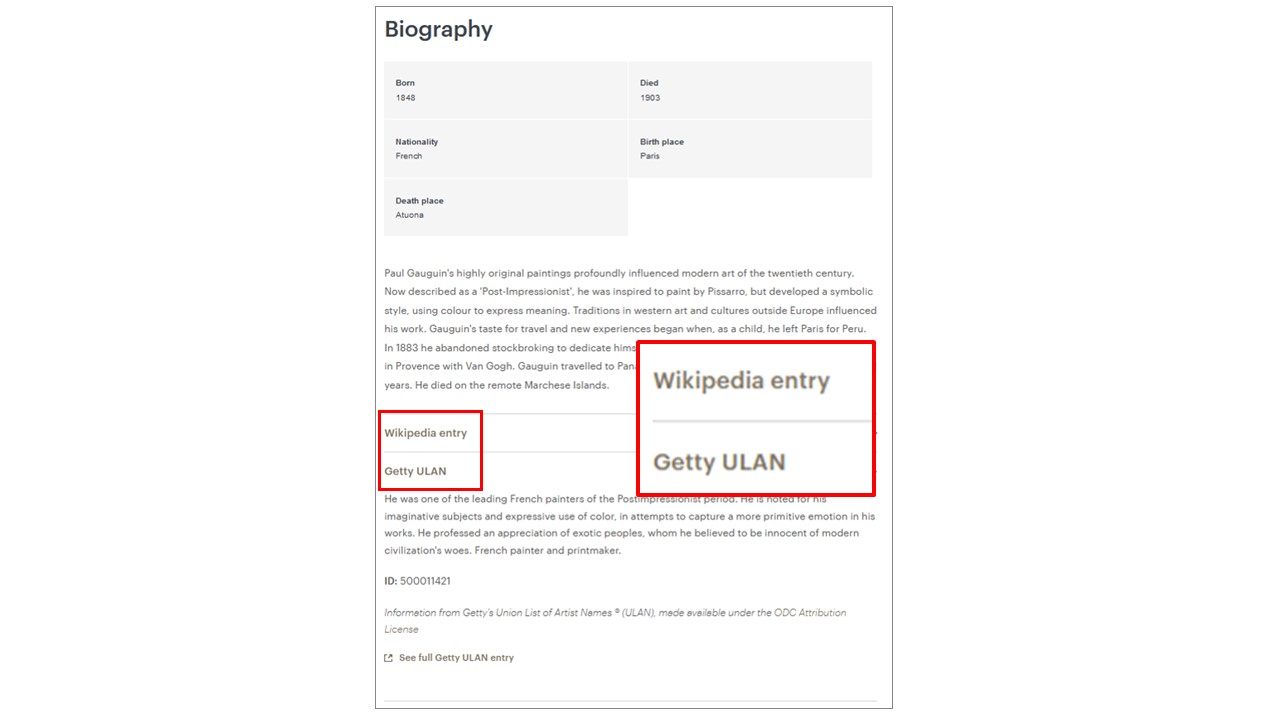 Biography
Born
1848
Died
1903
Nationality
French
Birth place
Paris
Death place
Atuona
Paul Gauguin's highly original paintings profoundly influenced modern art of the twentieth century.
Now described as a 'Post-Impressionist', he was inspired to paint by Pissarro, but developed a symbolic
style, using colour to express meaning. Traditions in western art and cultures outside Europe influenced
his work. Gauguin's taste for travel and new experiences began when, as a child, he left Paris for Peru.
In 1883 he abandoned stockbroking to dedicate hims
in Provence with Van Gogh. Gauguin travelled to Pan
years. He died on the remote Marchese Islands.
Wikipedia entry
Getty ULAN
Wikipedia entry
Getty ULAN
He was one of the leading French painters of the Postimpressionist period. He is noted for his
imaginative subjects and expressive use of color, in attempts to capture a more primitive emotion in his
works. He professed an appreciation of exotic peoples, whom he believed to be innocent of modern
civilization's woes. French painter and printmaker.
ID: 500011421
Information from Getty's Union List of Artist Names ® (ULAN), made available under the ODC Attribution
License
See full Getty ULAN entry